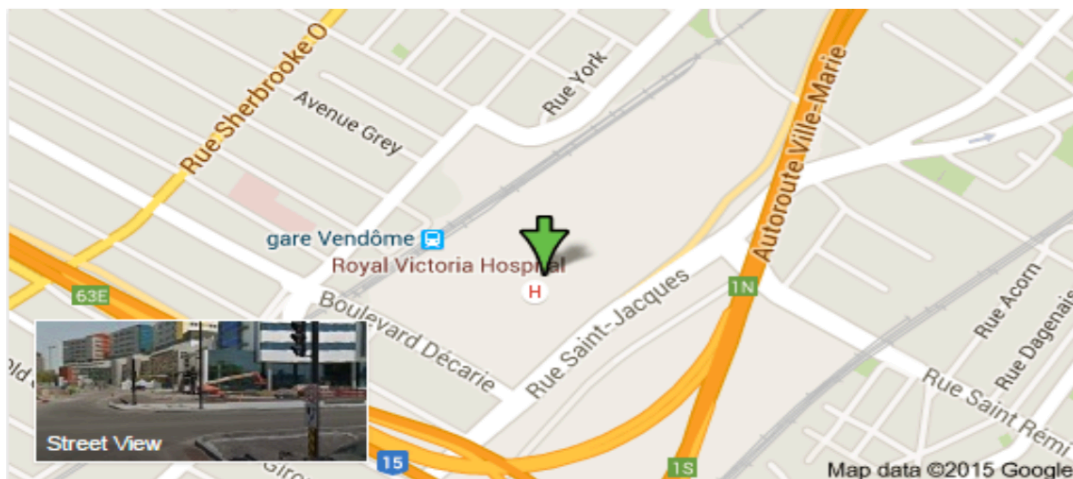 Rue Sherbrooke O
Avenue Grey
Rue York
Autoroute Ville-Marie
gare Vendôme
Royal Victoria Hospital
H
63E
Boulevard Décarie
Rue Saint-Jacques
1N
Rue Acorn
Rue Dagenais
Rue Saint Rémi
Street View
15
1S
Map data ©2015 Google